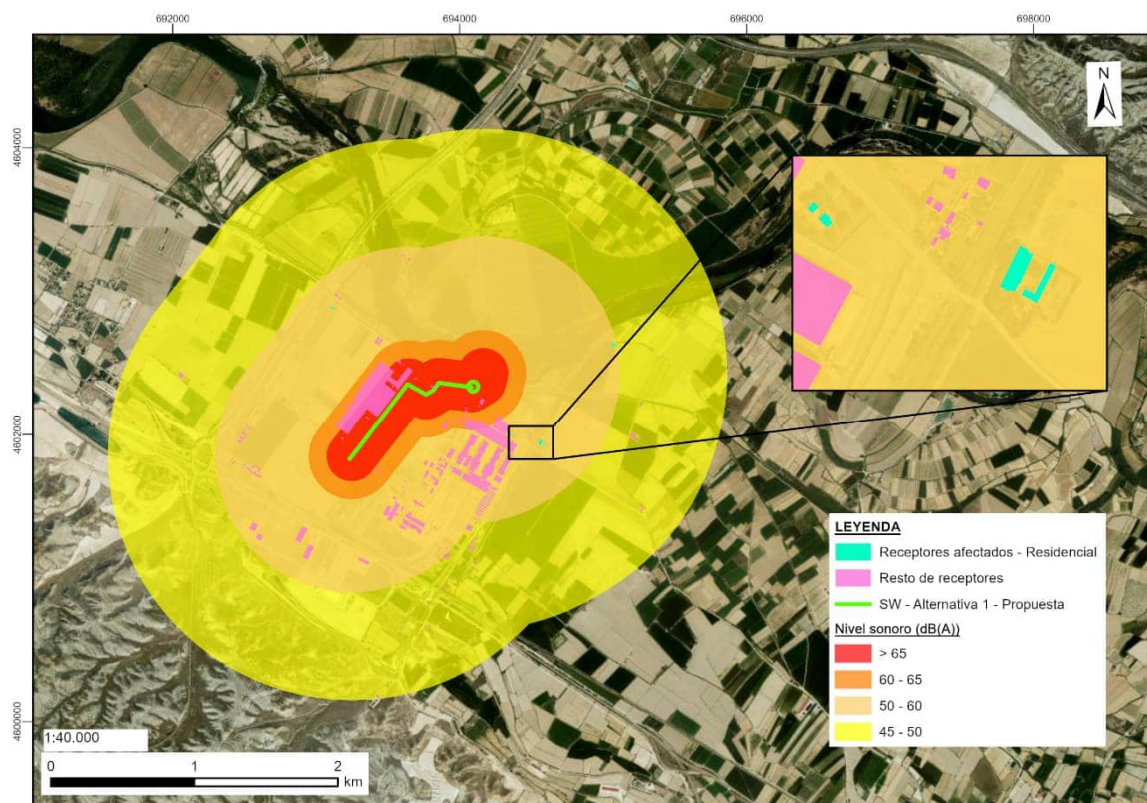 692000
694000
696000
698000
4604000
4602000
4600000
N
LEYENDA
Receptores afectados - Residencial
Resto de receptores
SW - Alternativa 1 - Propuesta
Nivel sonoro (dB(A))
> 65
60 - 65
50 - 60
45 - 50
1:40.000
0 1 2
km